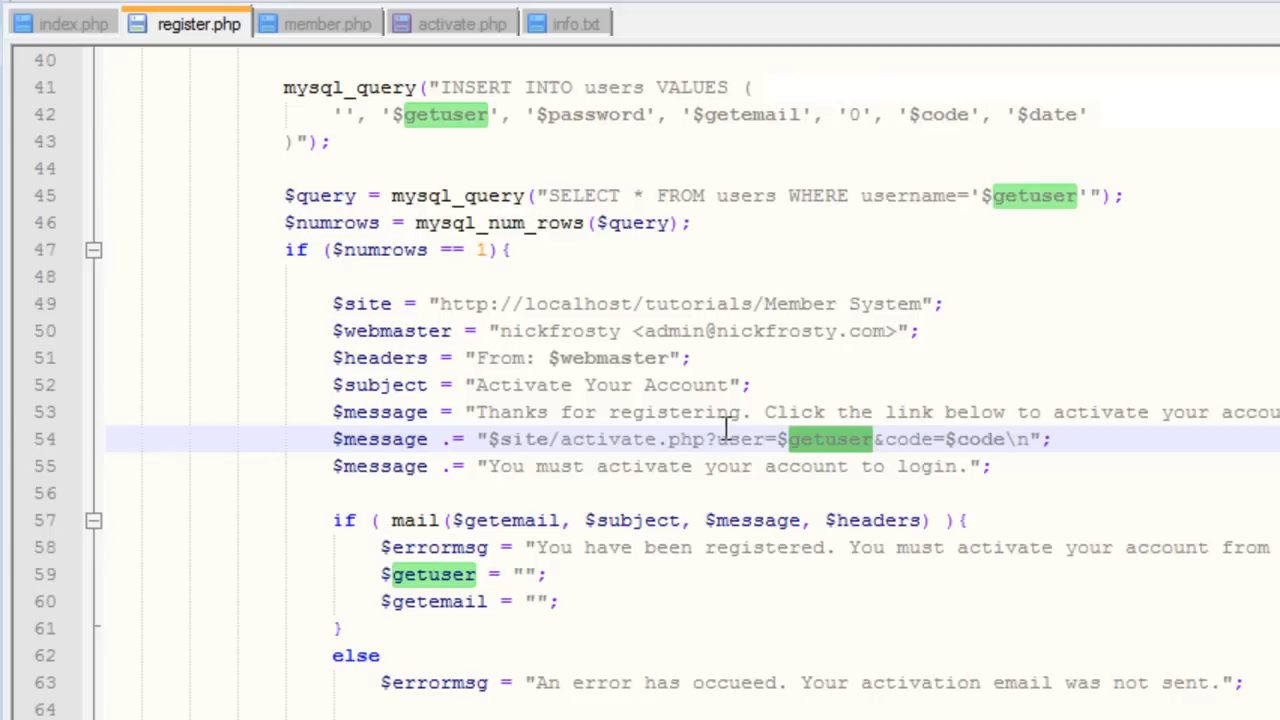 index.php register.php member.php activate.php info.txt
40
41 mysql_query("INSERT INTO users VALUES (
42 '', '$getuser', '$password', '$getemail', '0', '$code', '$date'
43 )");
44
45 $query = mysql_query("SELECT * FROM users WHERE username='$getuser'");
46 $numrows = mysql_num_rows($query);
47 if ($numrows == 1){
48
49 $site = "http://localhost/tutorials/Member System";
50 $webmaster = "nickfrosty <admin@nickfrosty.com>";
51 $headers = "From: $webmaster";
52 $subject = "Activate Your Account";
53 $message = "Thanks for registering. Click the link below to activate your accou
54 $message .= "$site/activate.php?user=$getuser&code=$code\n";
55 $message .= "You must activate your account to login.";
56
57 if ( mail($getemail, $subject, $message, $headers) ){
58 $errormsg = "You have been registered. You must activate your account from
59 $getuser = "";
60 $getemail = "";
61 }
62 else
63 $errormsg = "An error has occueed. Your activation email was not sent.";
64